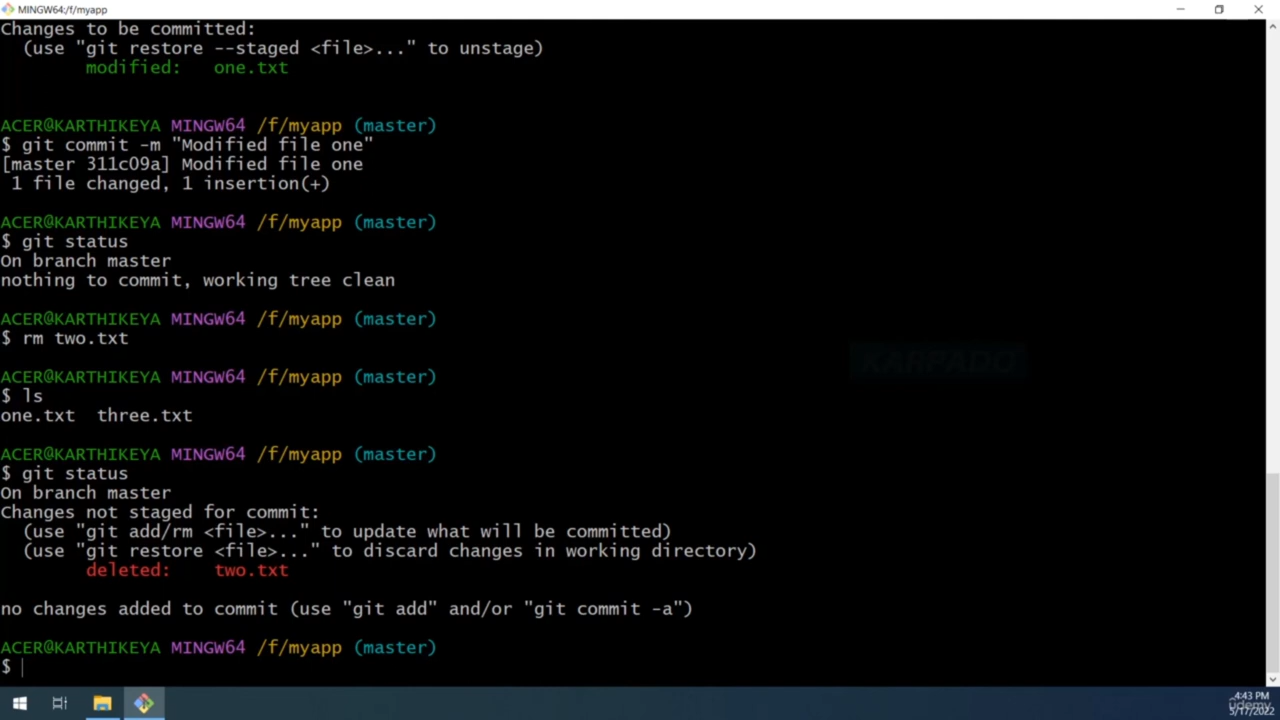 MINGW64:/f/myapp
Changes to be committed:
  (use "git restore --staged <file>..." to unstage)
        modified:   one.txt
ACER@KARTHIKEYA MINGW64 /f/myapp (master)
$ git commit -m "Modified file one"
[master 311c09a] Modified file one
 1 file changed, 1 insertion(+)
ACER@KARTHIKEYA MINGW64 /f/myapp (master)
$ git status
On branch master
nothing to commit, working tree clean
ACER@KARTHIKEYA MINGW64 /f/myapp (master)
$ rm two.txt
ACER@KARTHIKEYA MINGW64 /f/myapp (master)
$ ls
one.txt  three.txt
ACER@KARTHIKEYA MINGW64 /f/myapp (master)
$ git status
On branch master
Changes not staged for commit:
  (use "git add/rm <file>..." to update what will be committed)
  (use "git restore <file>..." to discard changes in working directory)
        deleted:    two.txt
no changes added to commit (use "git add" and/or "git commit -a")
ACER@KARTHIKEYA MINGW64 /f/myapp (master)
$
KARPADO
4:43 PM
5/17/2022
udemy